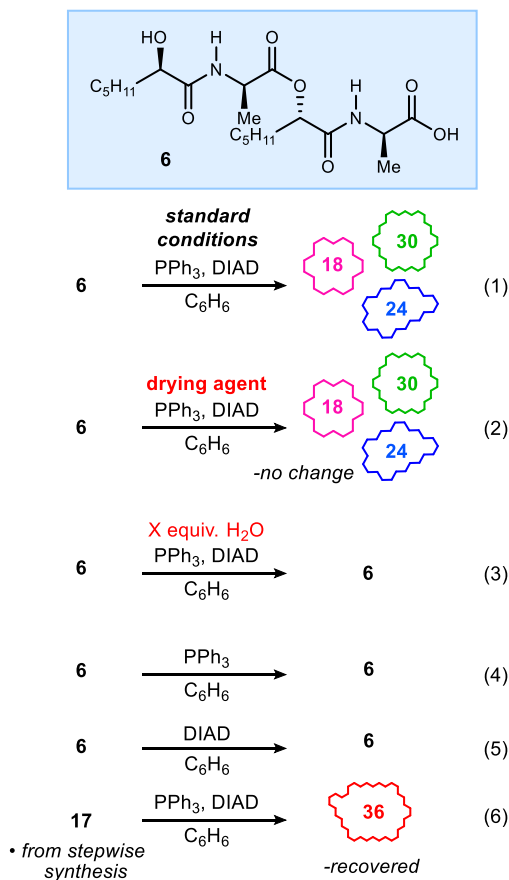 HO H O H O
C5H11 N O N OH
O Me C5H11 O Me
6
standard
conditions
6 PPh3, DIAD 18 30 24 (1)
C6H6
drying agent
6 PPh3, DIAD 18 30 24 (2)
C6H6
-no change
X equiv. H2O
6 PPh3, DIAD 6 (3)
C6H6
6 PPh3 6 (4)
C6H6
6 DIAD 6 (5)
C6H6
17 PPh3, DIAD 36 (6)
C6H6
• from stepwise
synthesis
-recovered